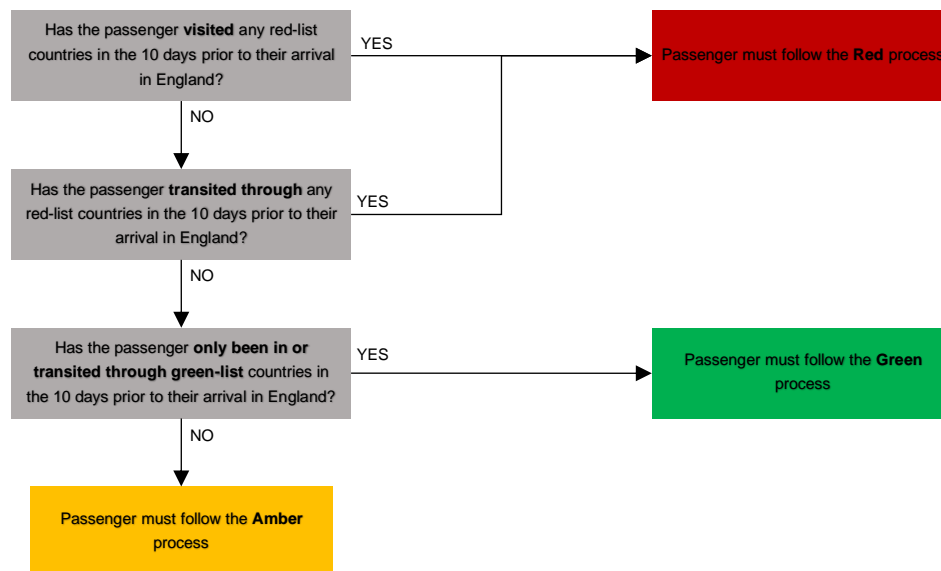 Has the passenger visited any red-list
countries in the 10 days prior to their arrival
in England?
YES
Passenger must follow the Red process
NO
Has the passenger transited through any
red-list countries in the 10 days prior to their
arrival in England?
YES
NO
Has the passenger only been in or
transited through green-list countries in
the 10 days prior to their arrival in England?
YES
Passenger must follow the Green
process
NO
Passenger must follow the Amber
process